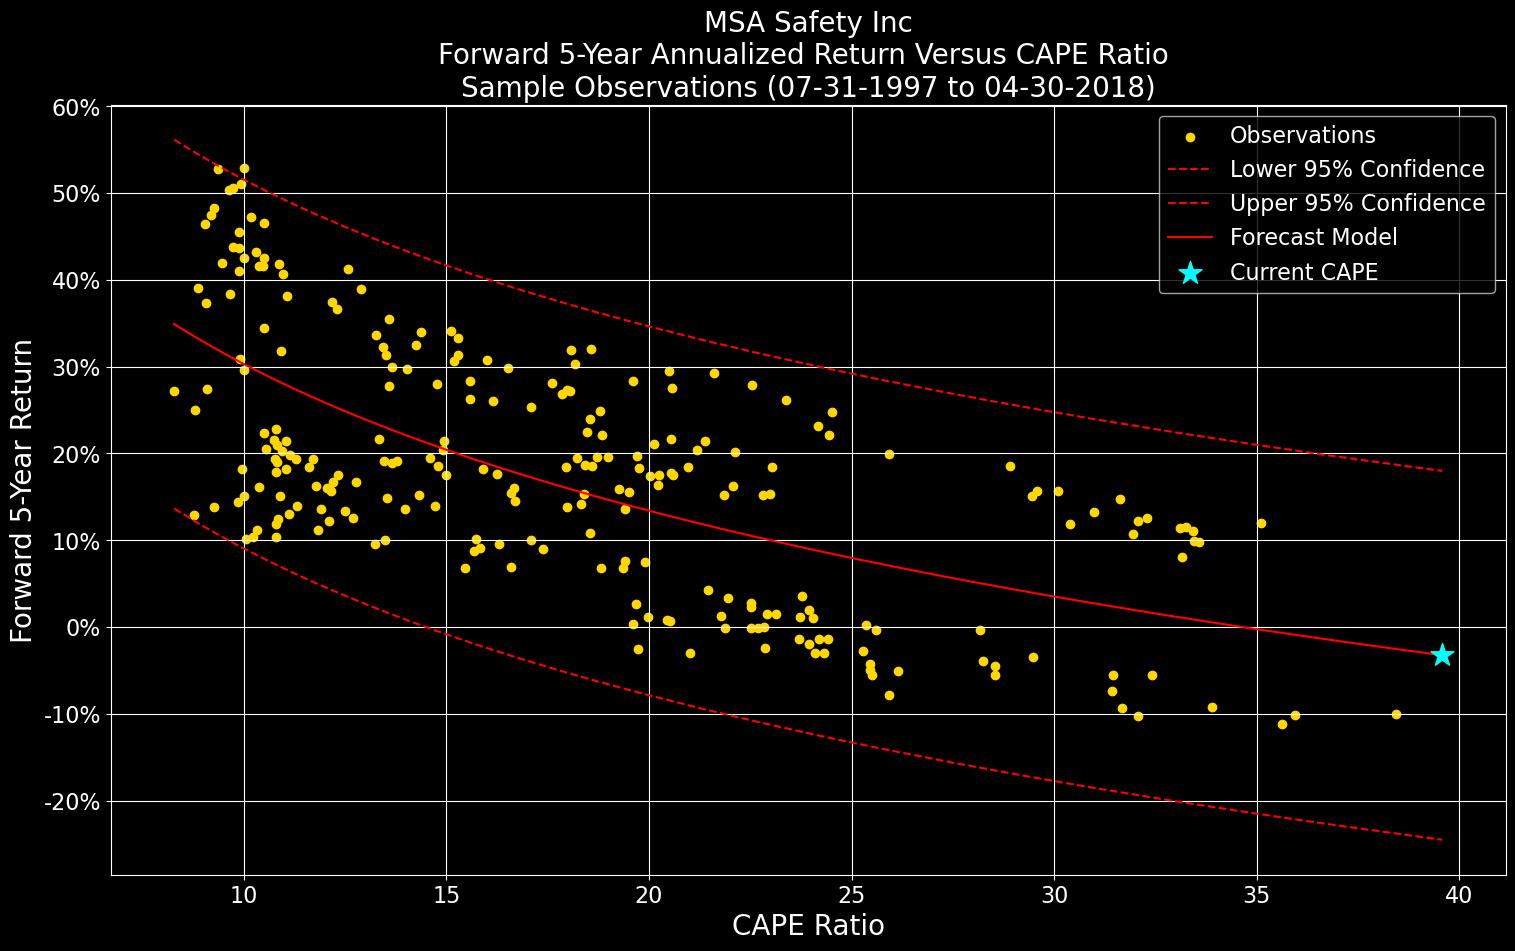 MSA Safety Inc
Forward 5-Year Annualized Return Versus CAPE Ratio
Sample Observations (07-31-1997 to 04-30-2018)
60%
50%
40%
30%
20%
10%
0%
-10%
-20%
Forward 5-Year Return
Observations
Lower 95% Confidence
Upper 95% Confidence
Forecast Model
Current CAPE
10
15
20
25
30
35
40
CAPE Ratio